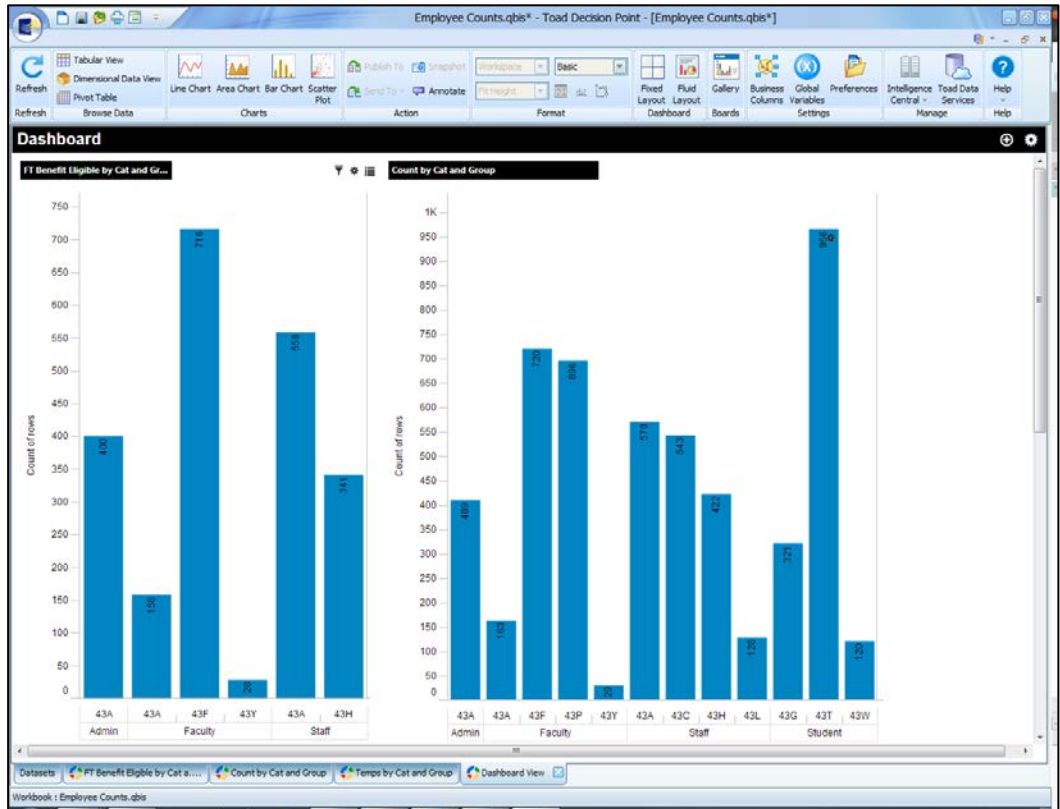 Employee Counts.qbis* - Toad Decision Point - [Employee Counts.qbis*]
Refresh
Tabular View
Dimensional Data View
Pivot Table
Line Chart Area Chart Bar Chart Scatter Plot
Publish To Snapshot
Send To Annotate
Workspace Basic
Fit Height
Fixed Layout Fluid Layout
Gallery
Business Columns Global Variables Preferences
Intelligence Central Toad Data Services
Help
Refresh Browse Data Charts Action Format Dashboard Boards Settings Manage Help
Dashboard
FT Benefit Eligible by Cat and Gr...
750
700
650
600
550
500
450
400
350
300
250
200
150
100
50
0
Count of rows
400 158 716 28 558 341
43A 43A 43F 43Y 43A 43H
Admin Faculty Staff
Count by Cat and Group
1K
950
900
850
800
750
700
650
600
550
500
450
400
350
300
250
200
150
100
50
0
Count of rows
409 163 720 696 29 543 422 128 321 120
43A 43A 43F 43P 43Y 43A 43C 43H 43L 43G 43T 43W
Admin Faculty Staff Student
Datasets FT Benefit Eligible by Cat a.... Count by Cat and Group Temps by Cat and Group Dashboard View
Workbook : Employee Counts.qbis